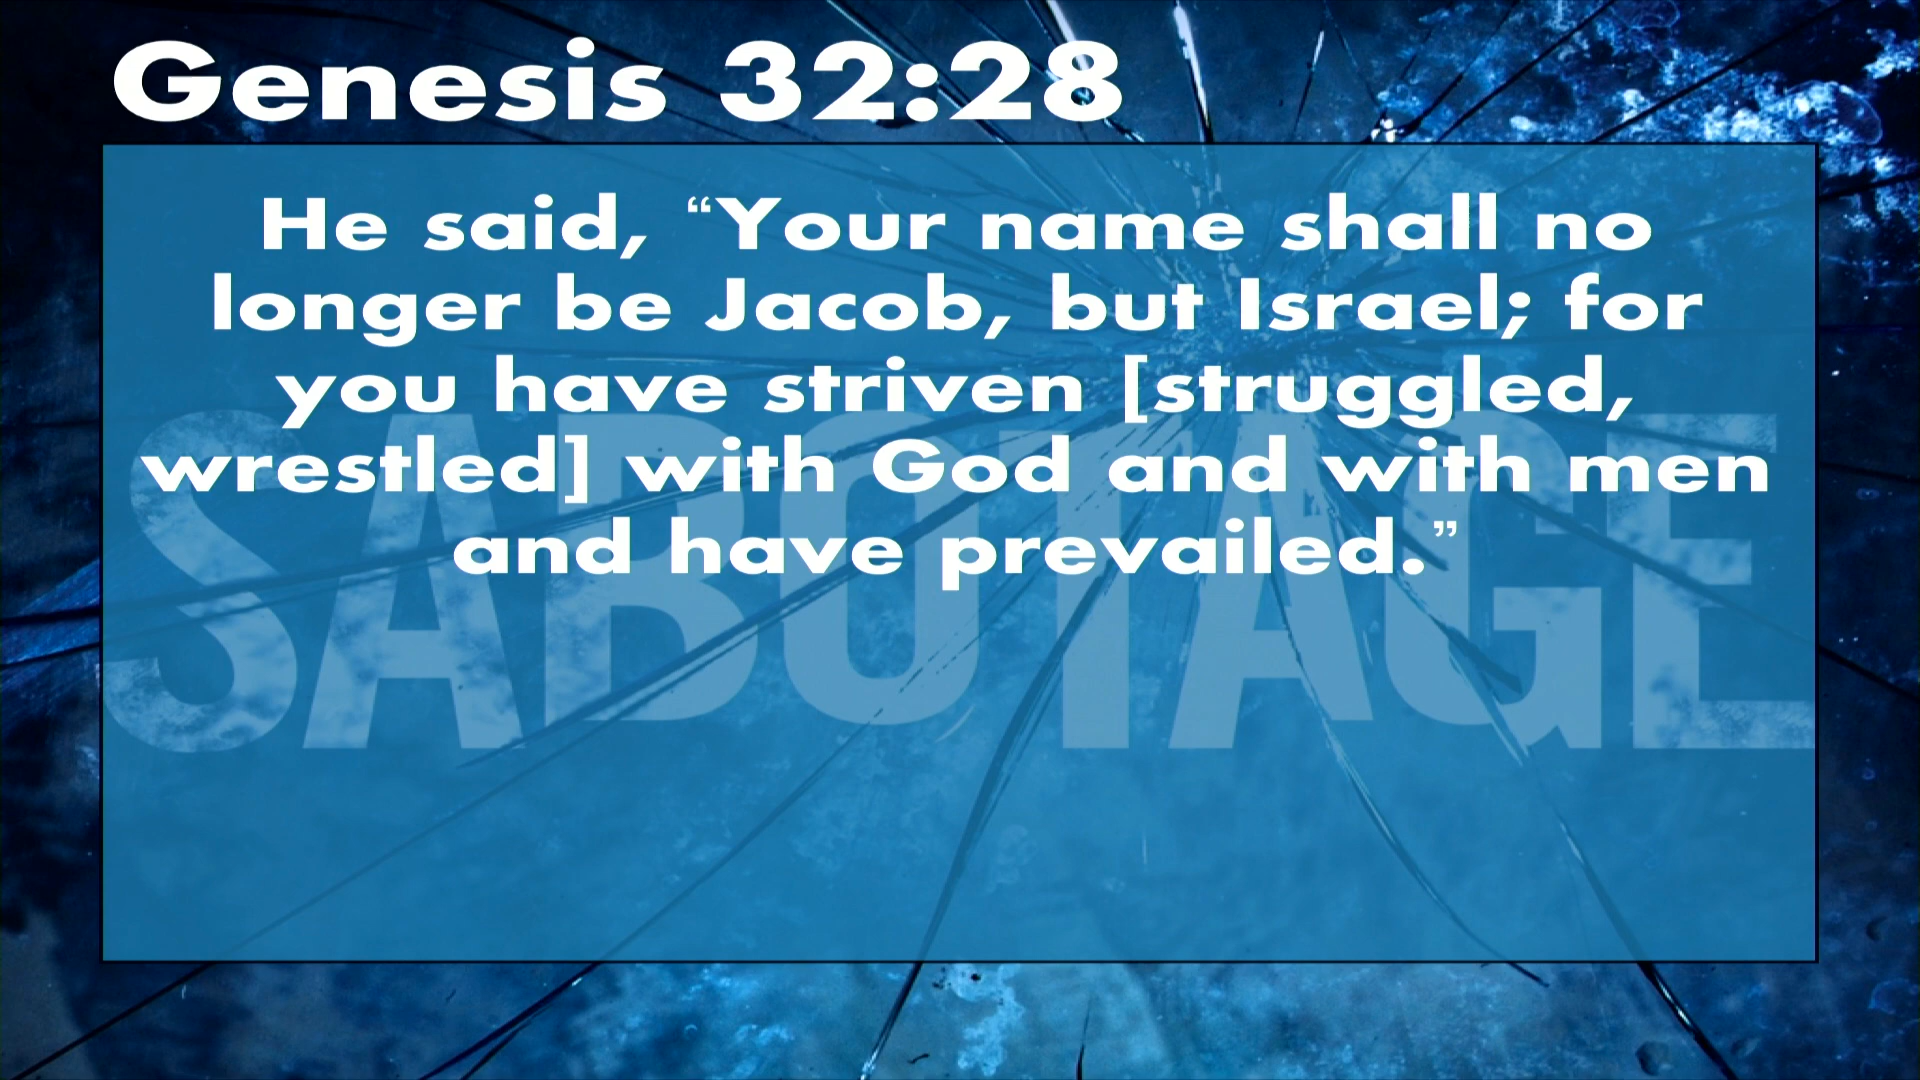 Genesis 32:28
He said, “Your name shall no
longer be Jacob, but Israel; for
you have striven [struggled,
wrestled] with God and with men
and have prevailed.”
SABOTAGE